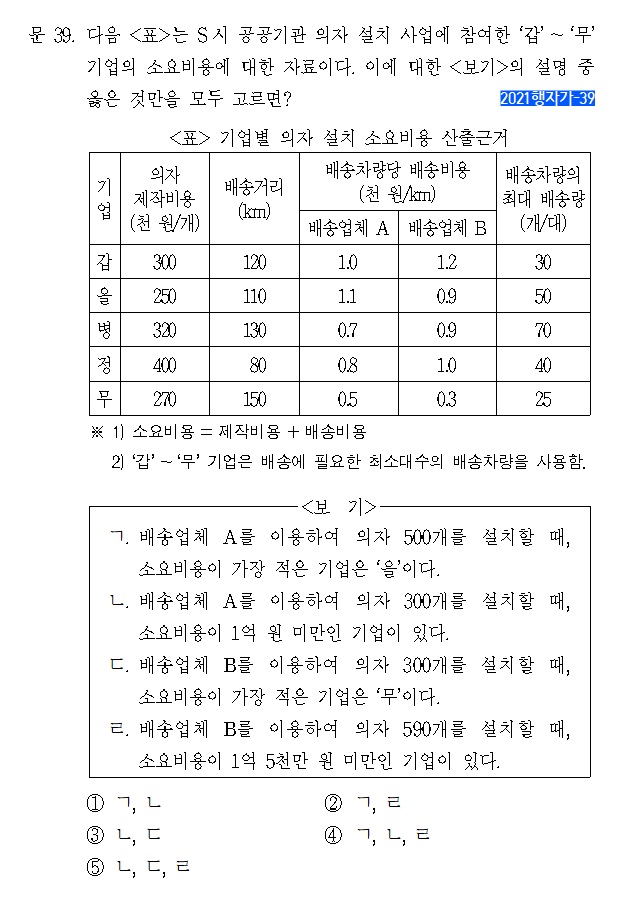 문 39. 다음 <표>는 S시 공공기관 의자 설치 사업에 참여한 ‘갑’ ~ ‘무’
기업의 소요비용에 대한 자료이다. 이에 대한 <보기>의 설명 중
옳은 것만을 모두 고르면?
2021행자가-39
<표> 기업별 의자 설치 소요비용 산출근거
기업 의자 제작비용 (천 원/개) 배송거리 (km) 배송차량당 배송비용 (천 원/km) 배송차량의 최대 배송량 (개/대)
배송업체 A 배송업체 B
갑 300 120 1.0 1.2 30
을 250 110 1.1 0.9 50
병 320 130 0.7 0.9 70
정 400 80 0.8 1.0 40
무 270 150 0.5 0.3 25
※ 1) 소요비용 = 제작비용 + 배송비용
2) ‘갑’ ~ ‘무’ 기업은 배송에 필요한 최소대수의 배송차량을 사용함.
<보 기>
ㄱ. 배송업체 A를 이용하여 의자 500개를 설치할 때,
소요비용이 가장 적은 기업은 ‘을’이다.
ㄴ. 배송업체 A를 이용하여 의자 300개를 설치할 때,
소요비용이 1억 원 미만인 기업이 있다.
ㄷ. 배송업체 B를 이용하여 의자 300개를 설치할 때,
소요비용이 가장 적은 기업은 ‘무’이다.
ㄹ. 배송업체 B를 이용하여 의자 590개를 설치할 때,
소요비용이 1억 5천만 원 미만인 기업이 있다.
① ㄱ, ㄴ ② ㄱ, ㄹ
③ ㄴ, ㄷ ④ ㄱ, ㄴ, ㄹ
⑤ ㄴ, ㄷ, ㄹ